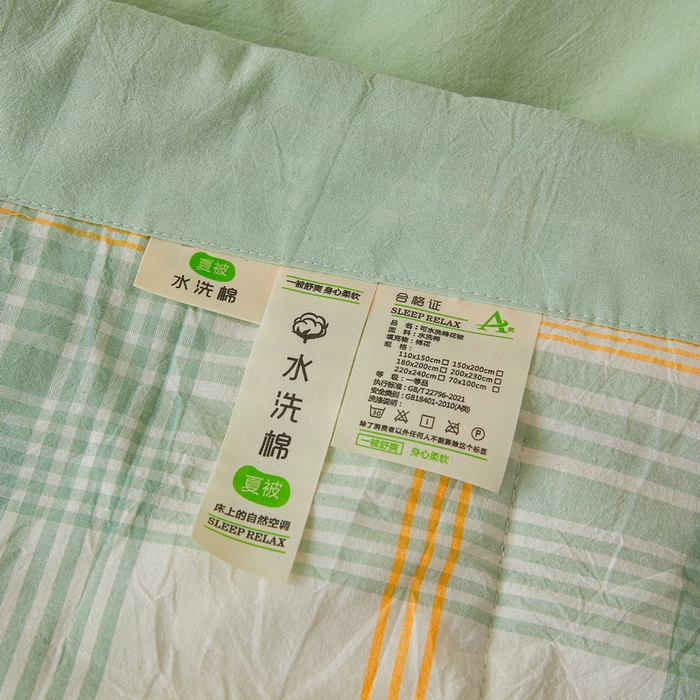 夏被
水洗棉
一被舒爽 身心柔软
水洗棉
夏被
床上的自然空调
SLEEP RELAX
合格证
SLEEP RELAX
A类
品 名：可水洗棉花被
面 料：水洗棉
填充物：棉花
规 格：
110x150cm□ 150x200cm□
180x200cm□ 200x230cm□
220x240cm□ 70x100cm □
□
等 级：一等品
执行标准：GB/T22796-2021
安全类别：GB18401-2010(A类)
洗涤说明：
30 P
除了消费者以外任何人不能撕除这个标签
一被舒爽 身心柔软